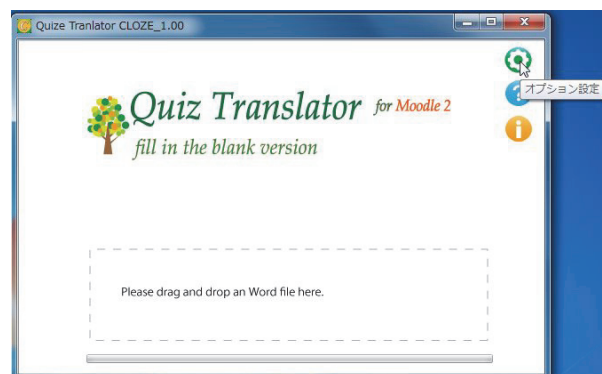 Quize Tranlator CLOZE_1.00
オプション設定
Quiz Translator for Moodle 2
fill in the blank version
Please drag and drop an Word file here.